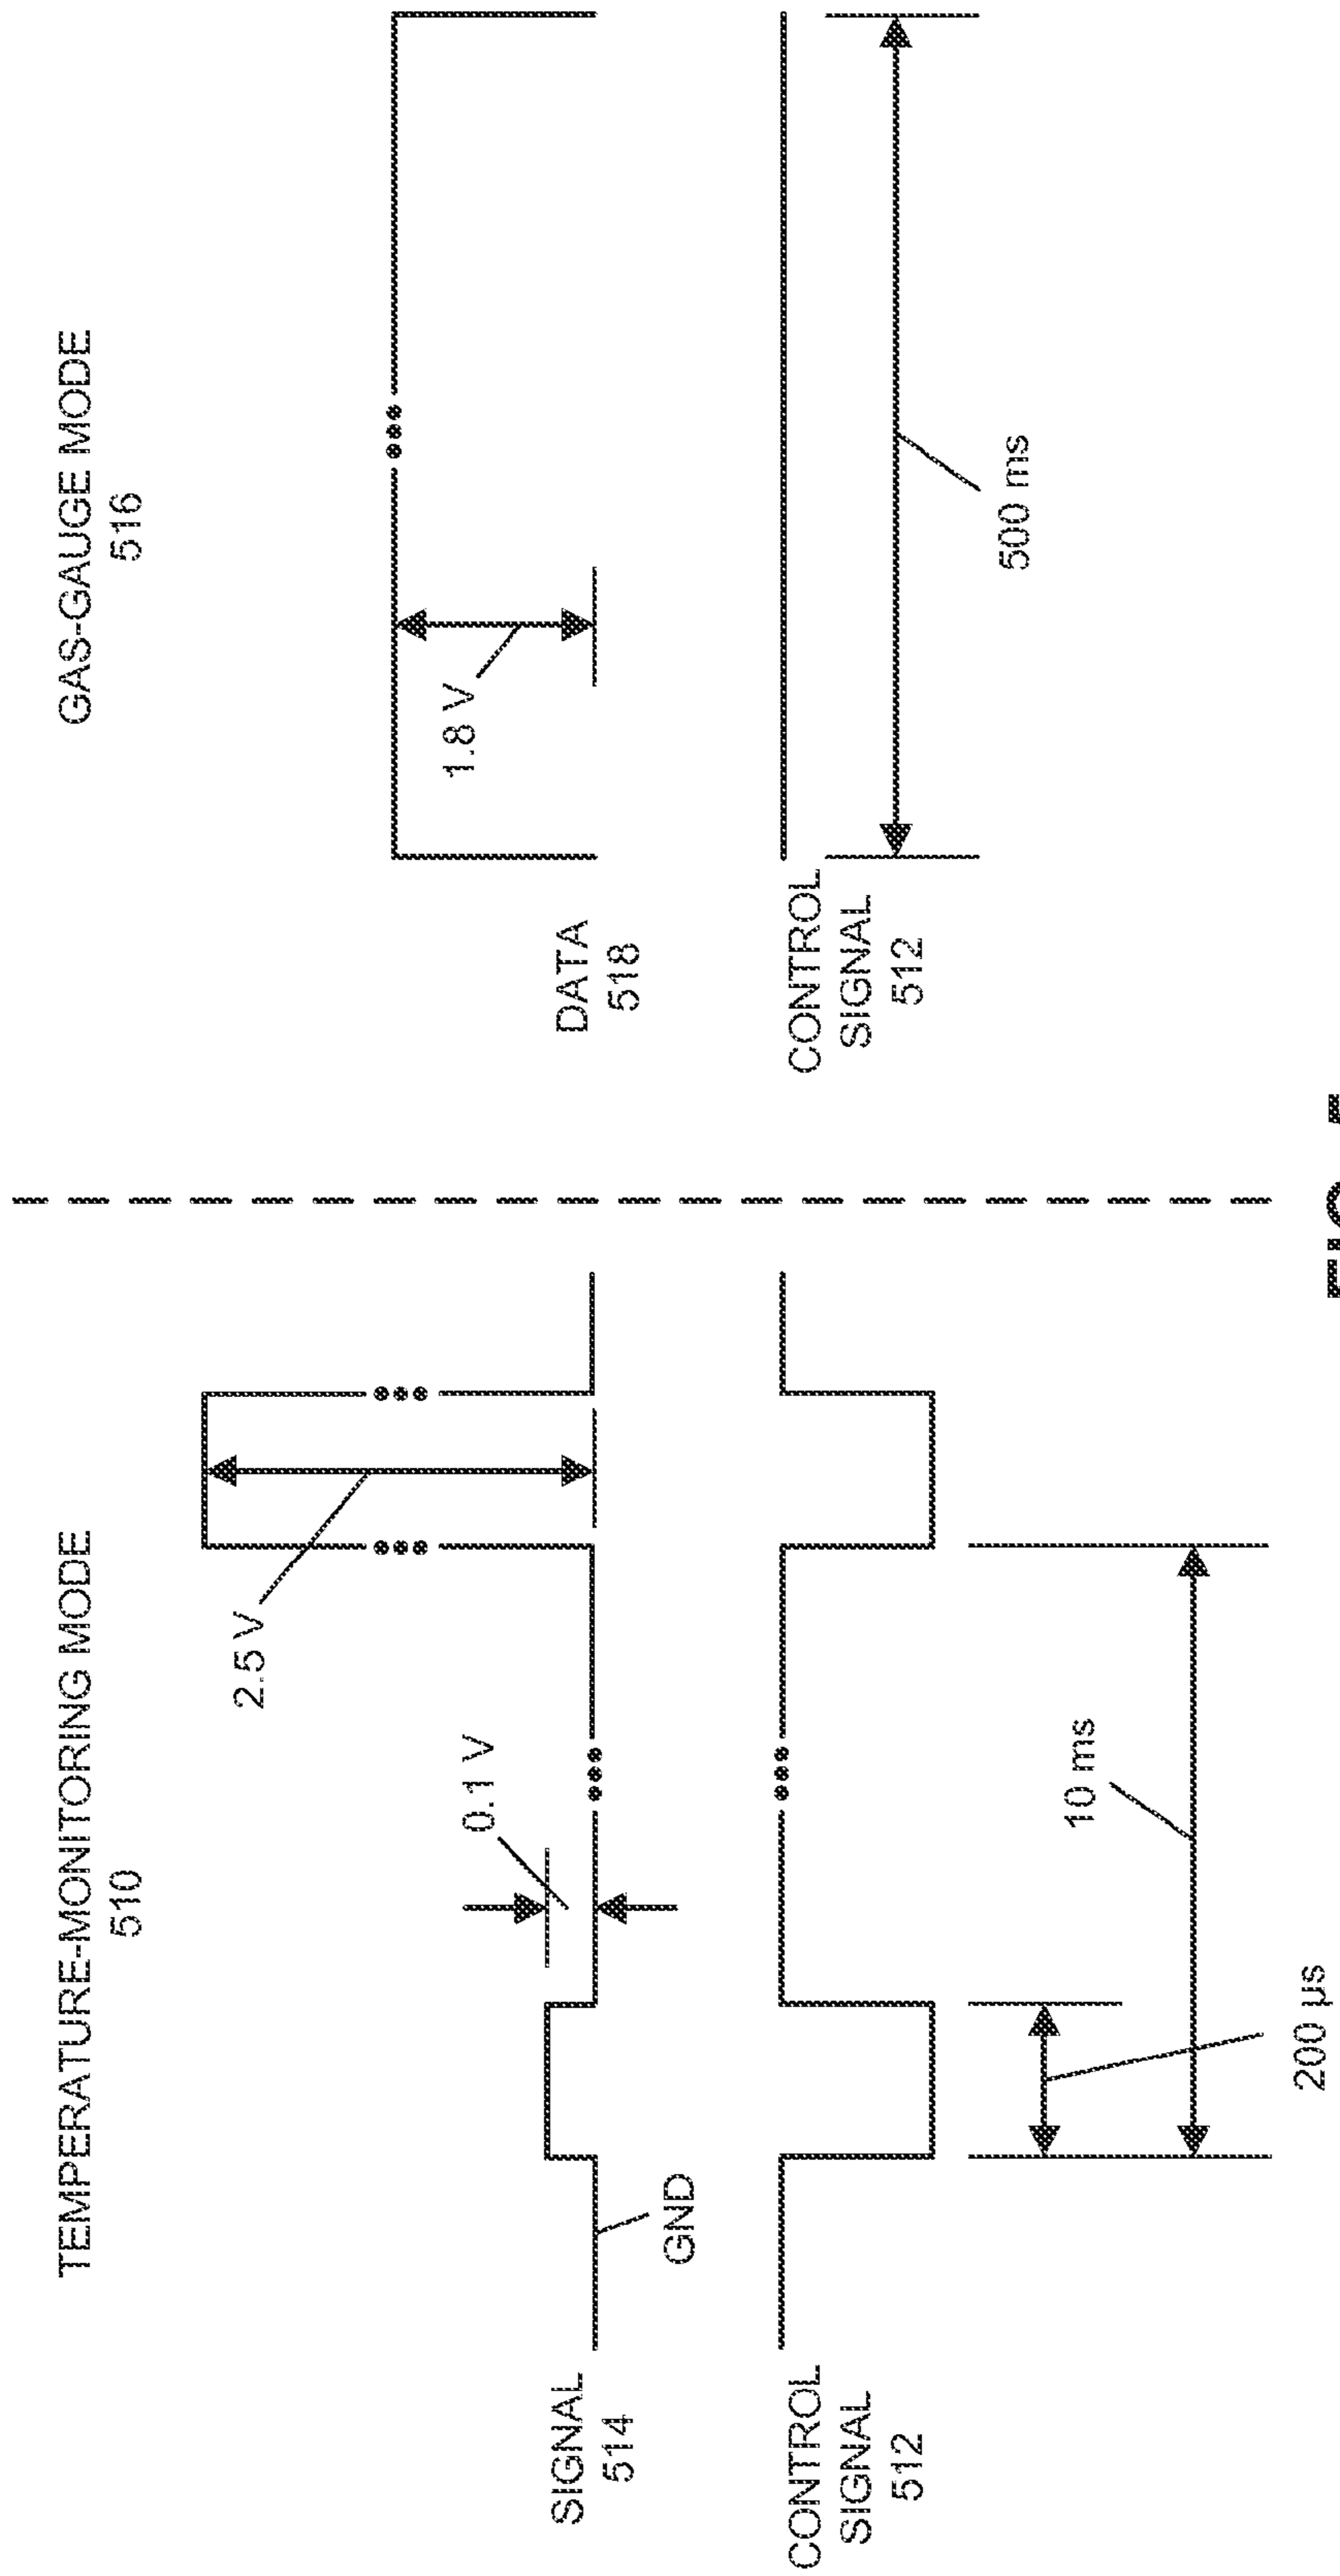 TEMPERATURE-MONITORING MODE
510
GAS-GAUGE MODE
516
2.5 V
0.1 V
1.8 V
SIGNAL
514
GND
DATA
518
CONTROL
SIGNAL
512
CONTROL
SIGNAL
512
10 ms
200 µs
500 ms